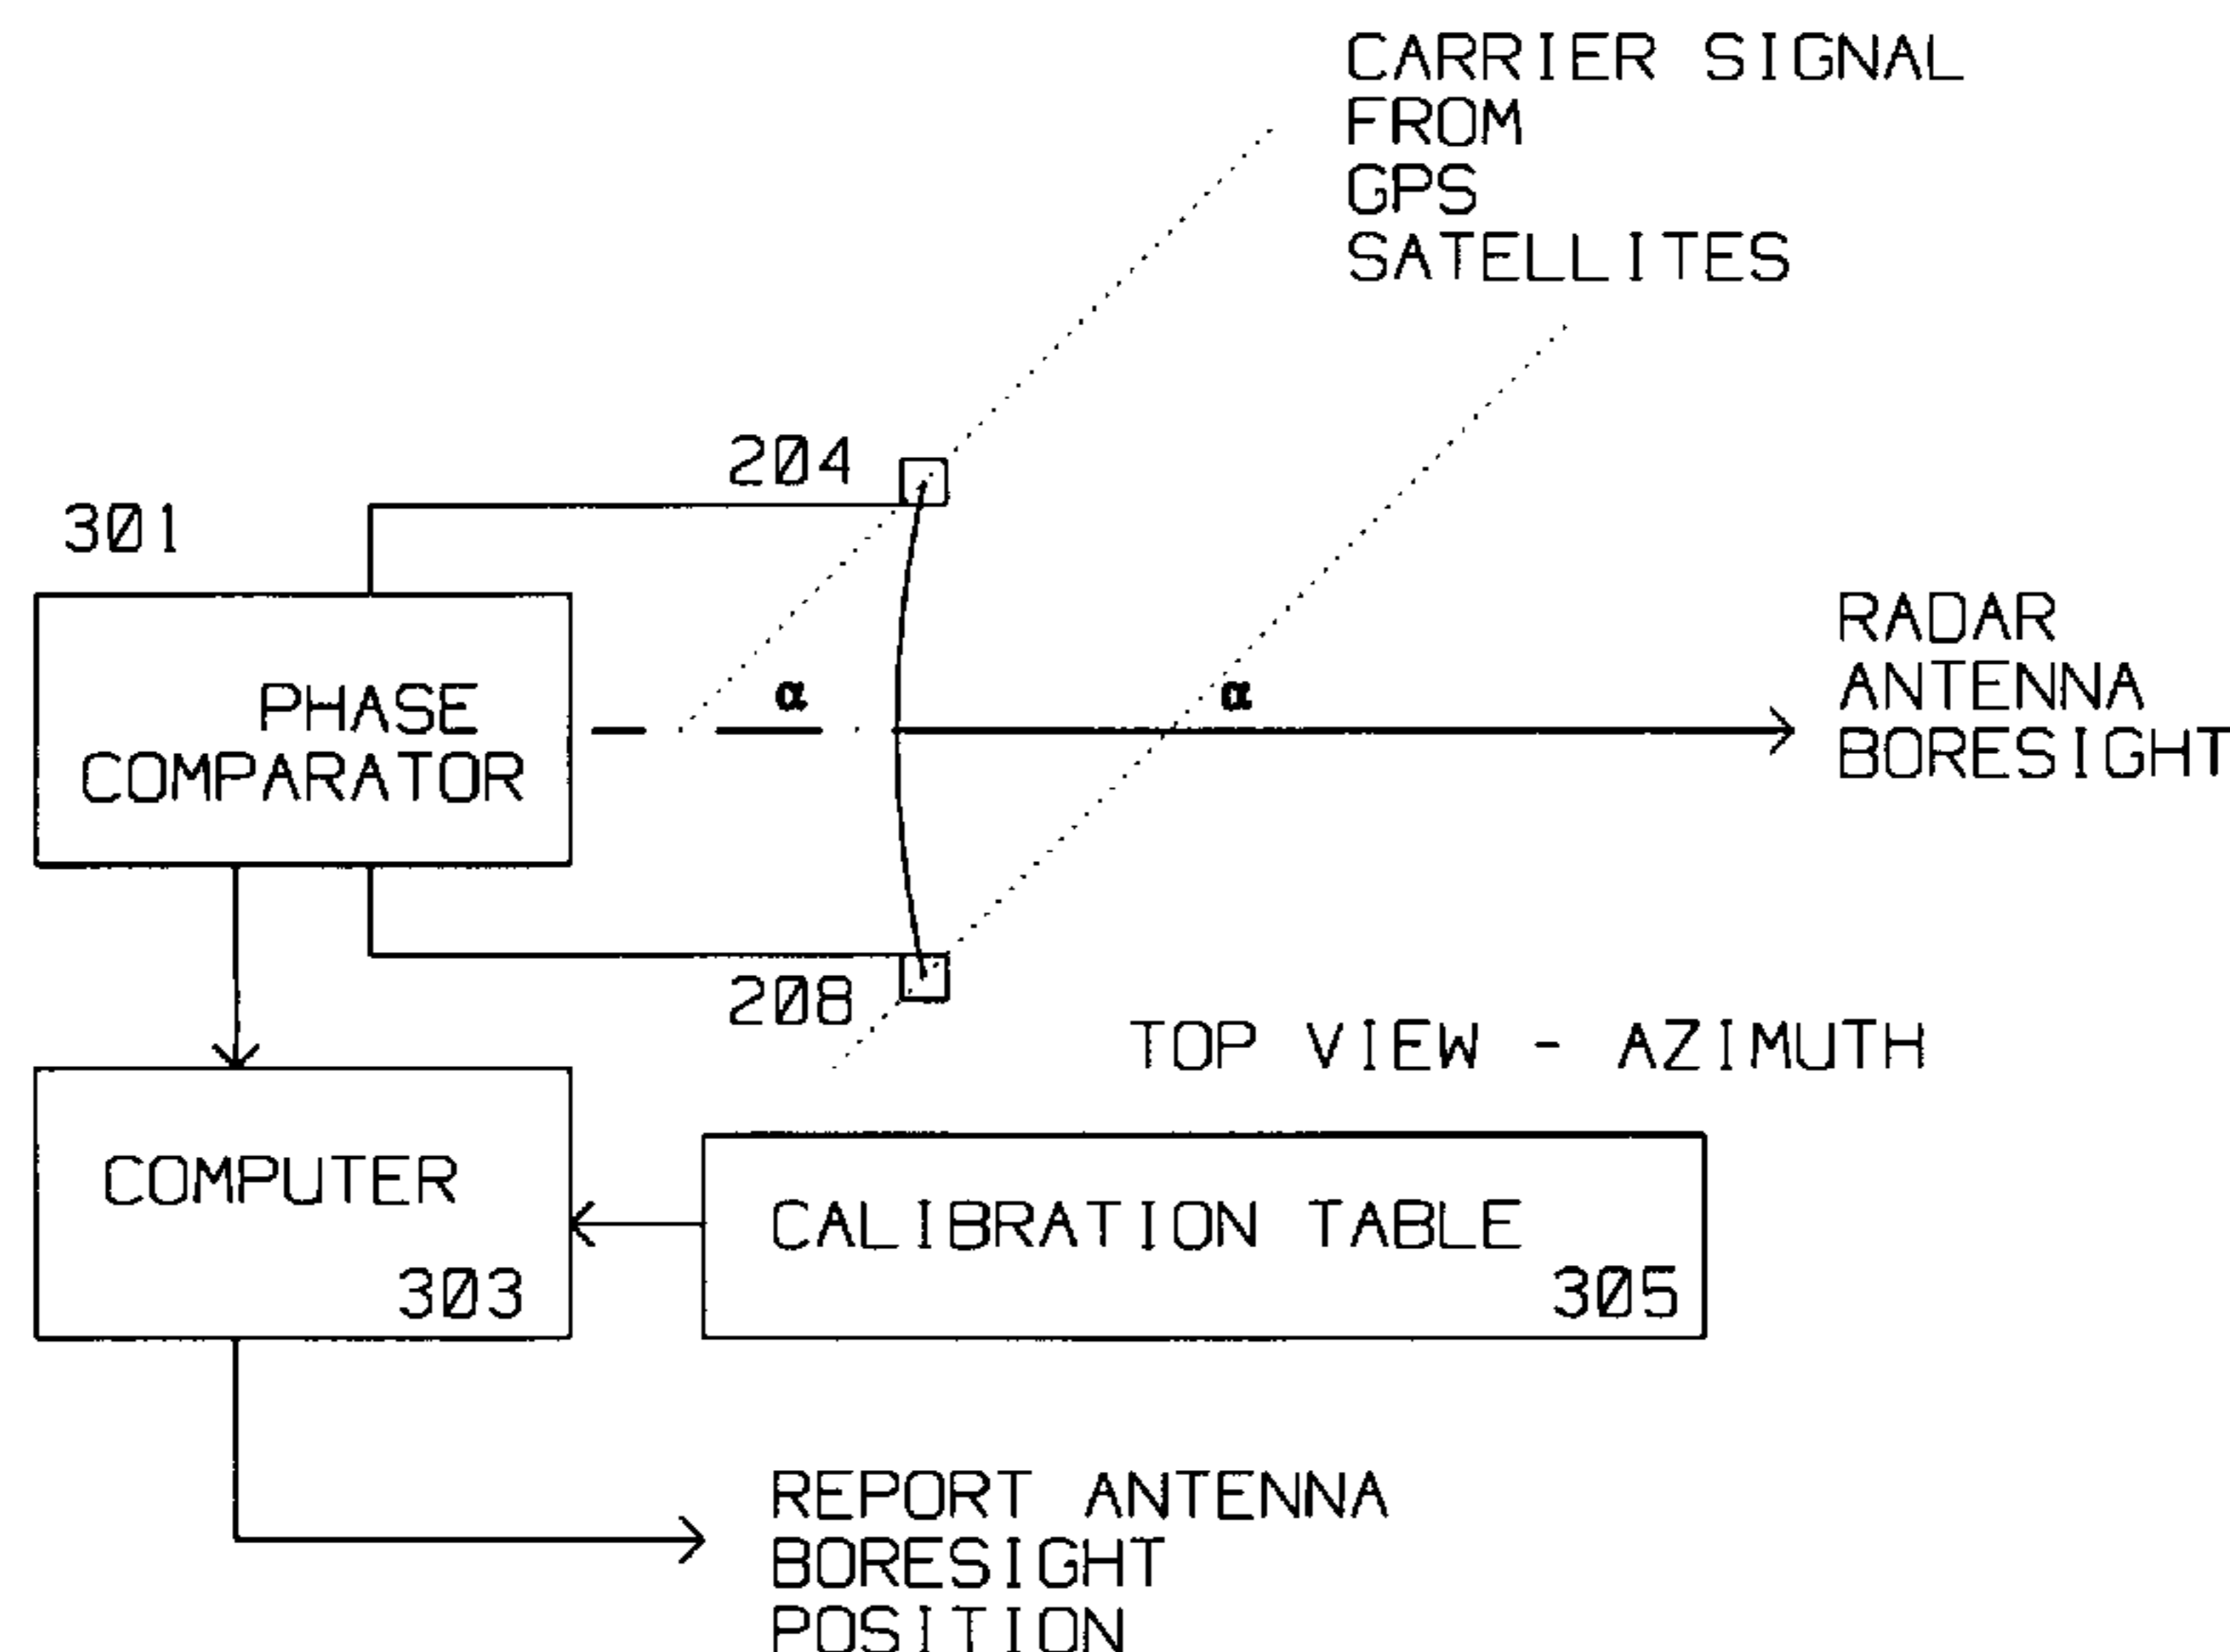 CARRIER SIGNAL
FROM
GPS
SATELLITES
204
301
RADAR
ANTENNA
BORESIGHT
α
α
PHASE
COMPARATOR
208
TOP VIEW - AZIMUTH
COMPUTER
303
CALIBRATION TABLE
305
REPORT ANTENNA
BORESIGHT
POSITION